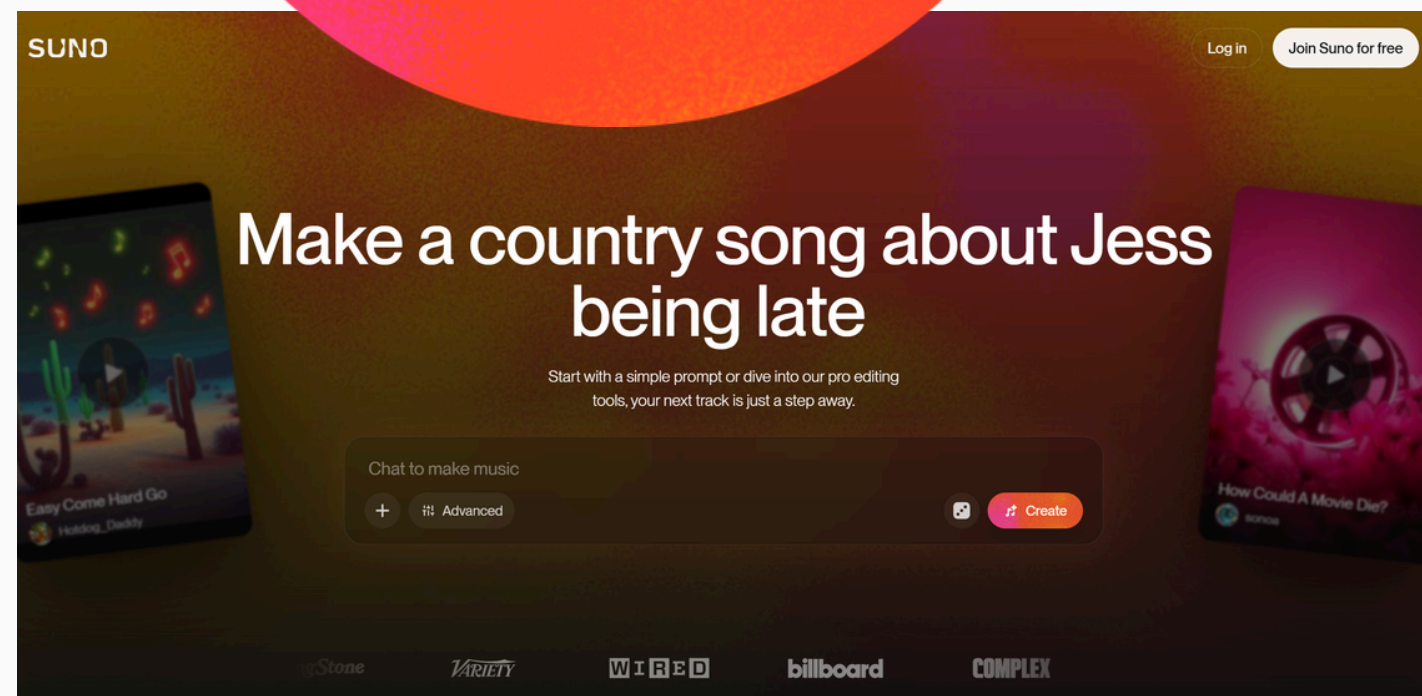 SUNO
Log in
Join Suno for free
Make a country song about Jess
being late
Start with a simple prompt or dive into our pro editing
tools, your next track is just a step away.
Chat to make music
Advanced
Create
Easy Come Hard Go
Hotdog_Daddy
How Could A Movie Die?
sonoa
Stone
VARIETY
WIRED
billboard
COMPLEX